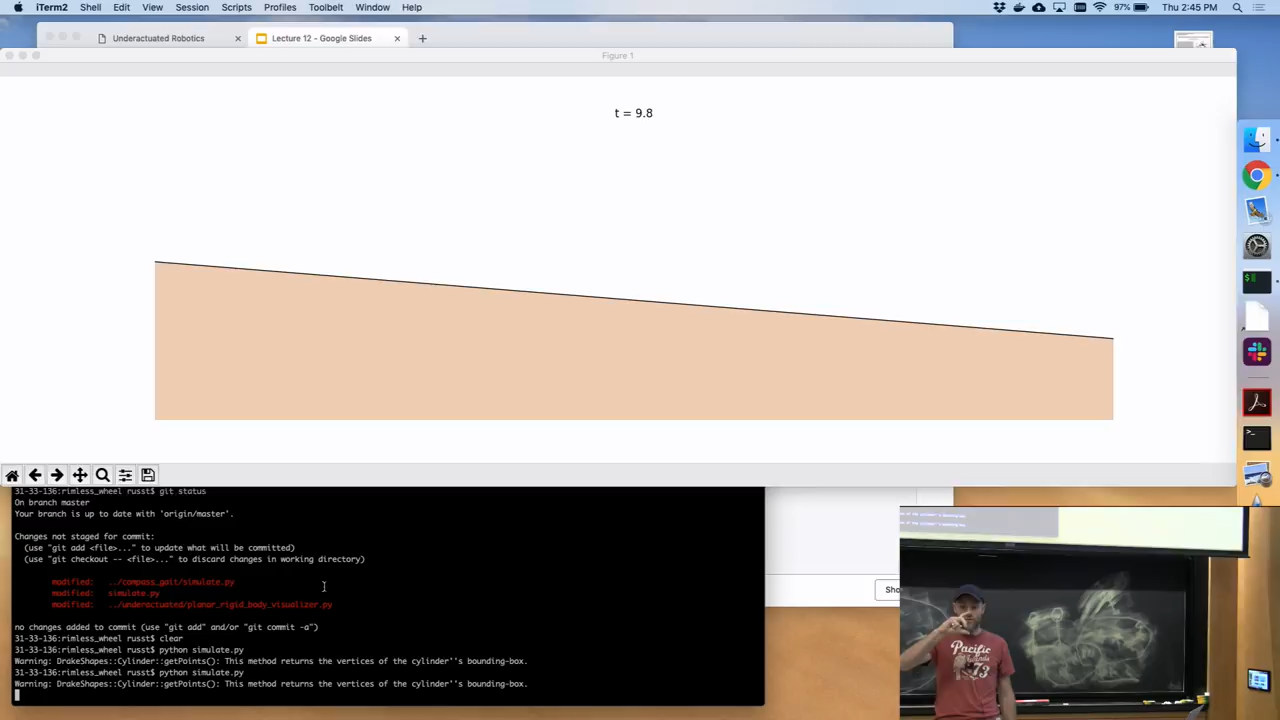 iTerm2 Shell Edit View Session Scripts Profiles Toolbelt Window Help 97% Thu 2:45 PM
Underactuated Robotics × Lecture 12 - Google Slides × +
Figure 1
t = 9.8
31-33-136:rimless_wheel russt$ git status
On branch master
Your branch is up to date with 'origin/master'.
Changes not staged for commit:
(use "git add <file>..." to update what will be committed)
(use "git checkout -- <file>..." to discard changes in working directory)
modified: ../compass_gait/simulate.py
modified: simulate.py
modified: ../underactuated/planar_rigid_body_visualizer.py
no changes added to commit (use "git add" and/or "git commit -a")
31-33-136:rimless_wheel russt$ clear
31-33-136:rimless_wheel russt$ python simulate.py
Warning: DrakeShapes::Cylinder::getPoints(): This method returns the vertices of the cylinder''s bounding-box.
31-33-136:rimless_wheel russt$ python simulate.py
Warning: DrakeShapes::Cylinder::getPoints(): This method returns the vertices of the cylinder''s bounding-box.
Sho
Pacific
73